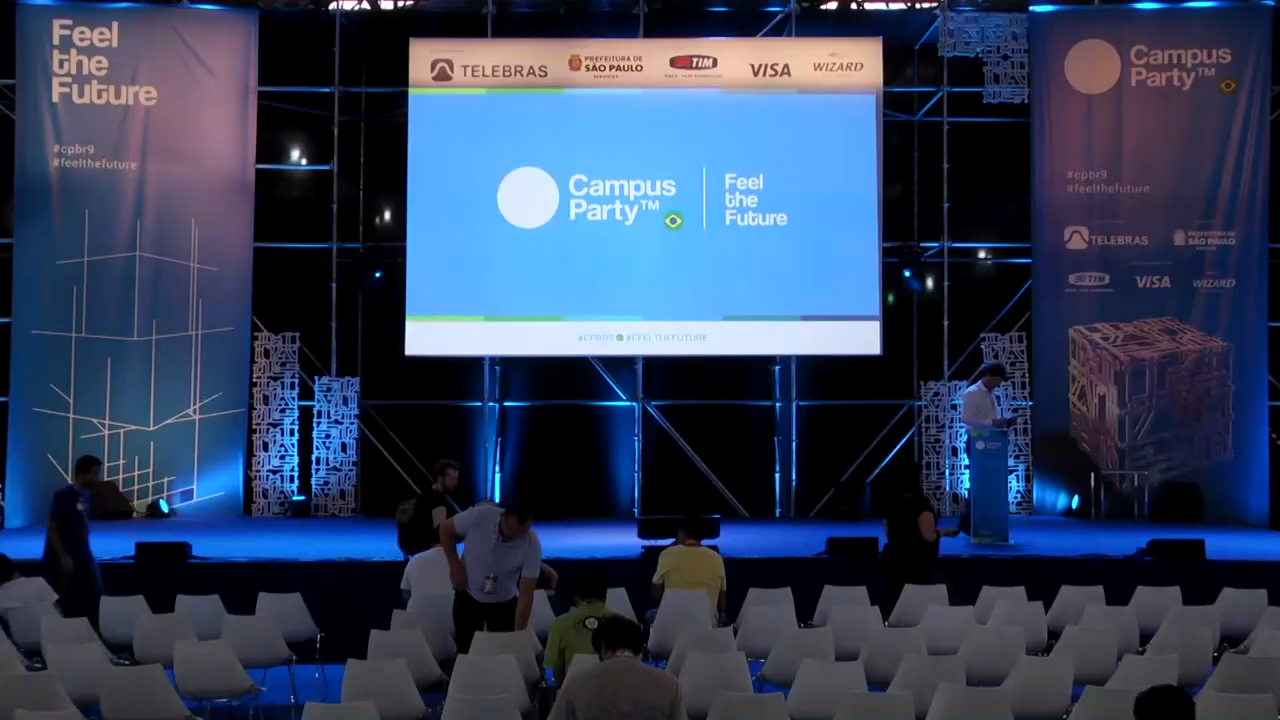 Feel
the
Future
#cpbr9
#feelthefuture
TELEBRAS
PREFEITURA DE
SÃO PAULO
TIM
VISA
WIZARD
Campus
Party™
Feel
the
Future
#CPBR9 #FEELTHEFUTURE
Campus
Party™
#cpbr9
#feelthefuture
TELEBRAS
PREFEITURA DE
SÃO PAULO
TIM
VISA
WIZARD